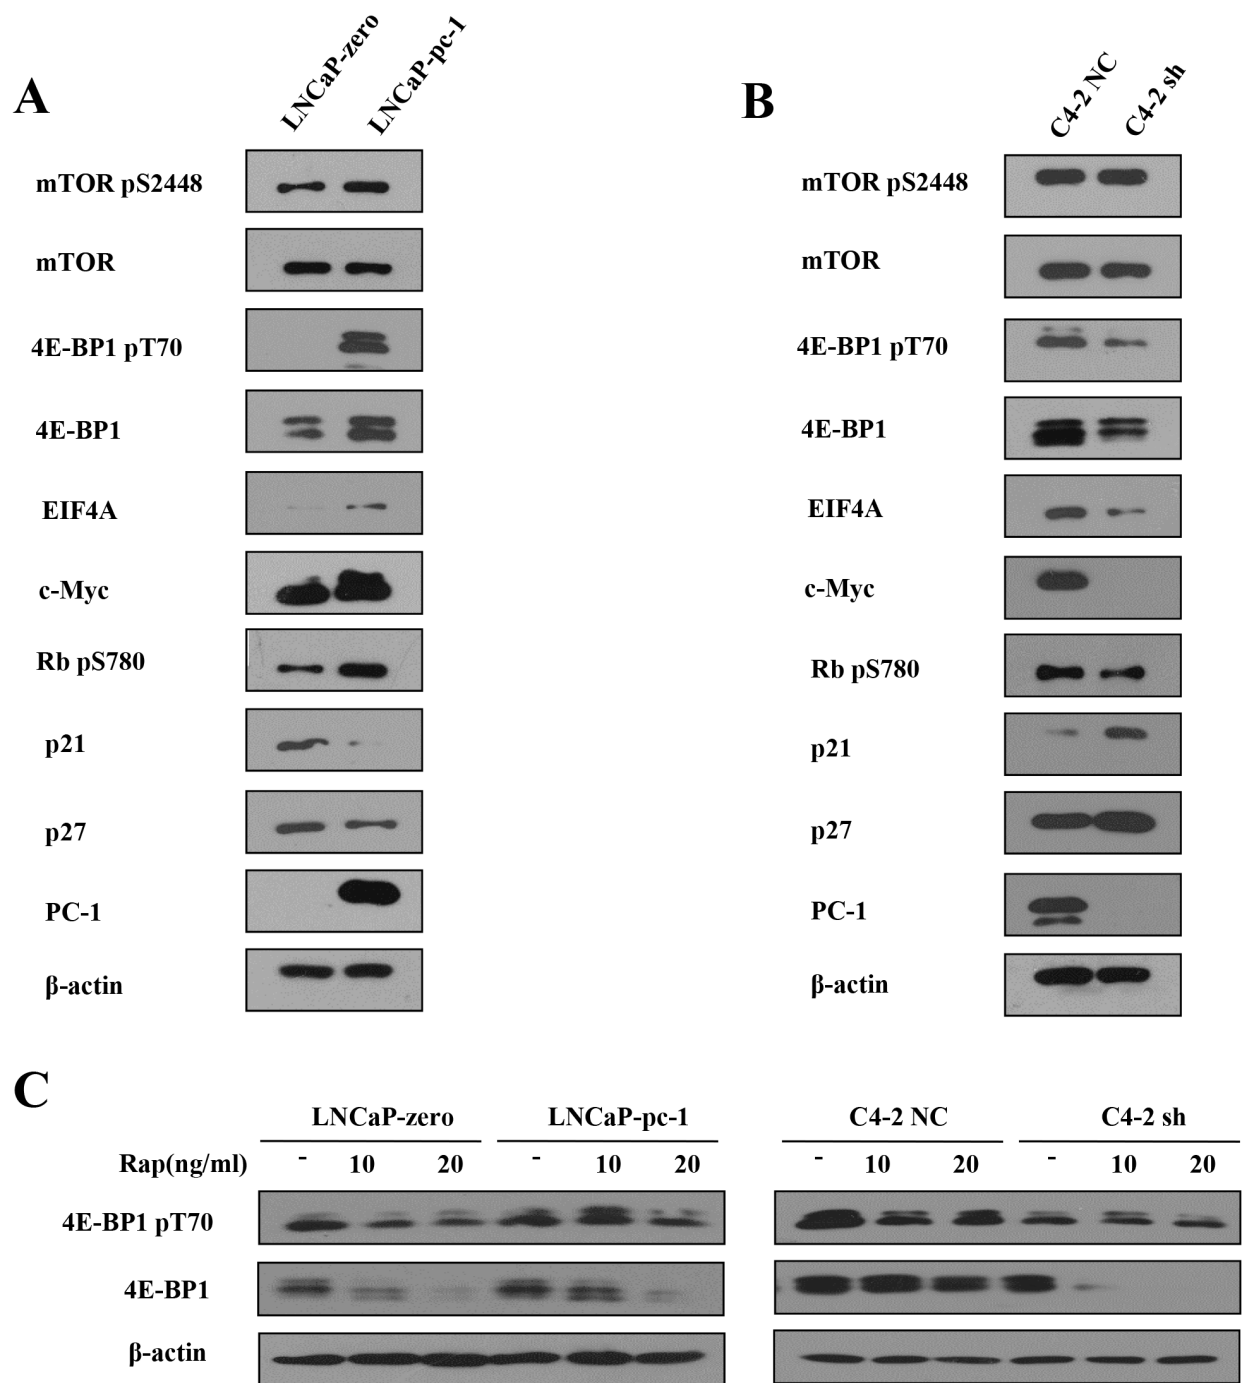 A
LNCaP-zero
LNCaP-pc-1
mTOR pS2448
mTOR
4E-BP1 pT70
4E-BP1
EIF4A
c-Myc
Rb pS780
p21
p27
PC-1
β-actin
B
C4-2 NC
C4-2 sh
mTOR pS2448
mTOR
4E-BP1 pT70
4E-BP1
EIF4A
c-Myc
Rb pS780
p21
p27
PC-1
β-actin
C
LNCaP-zero LNCaP-pc-1 C4-2 NC C4-2 sh
Rap(ng/ml) - 10 20 - 10 20 - 10 20 - 10 20
4E-BP1 pT70
4E-BP1
β-actin